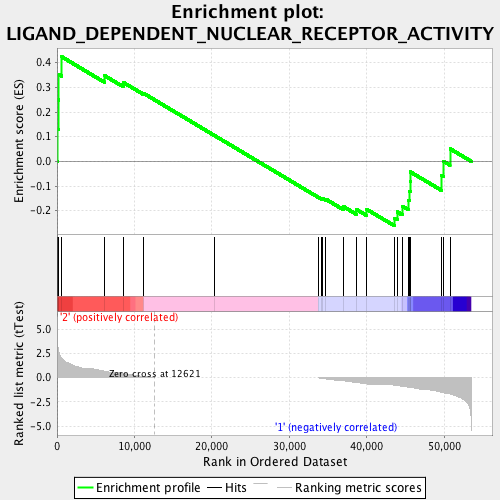 Enrichment plot:
LIGAND_DEPENDENT_NUCLEAR_RECEPTOR_ACTIVITY
Enrichment score (ES)
0.4
0.3
0.2
0.1
0.0
-0.1
-0.2
'2' (positively correlated)
Ranked list metric (tTest)
5.0
2.5
0.0
-2.5
-5.0
Zero cross at 12621
'1' (negatively correlated)
0 10,000 20,000 30,000 40,000 50,000
Rank in Ordered Dataset
Enrichment profile Hits Ranking metric scores